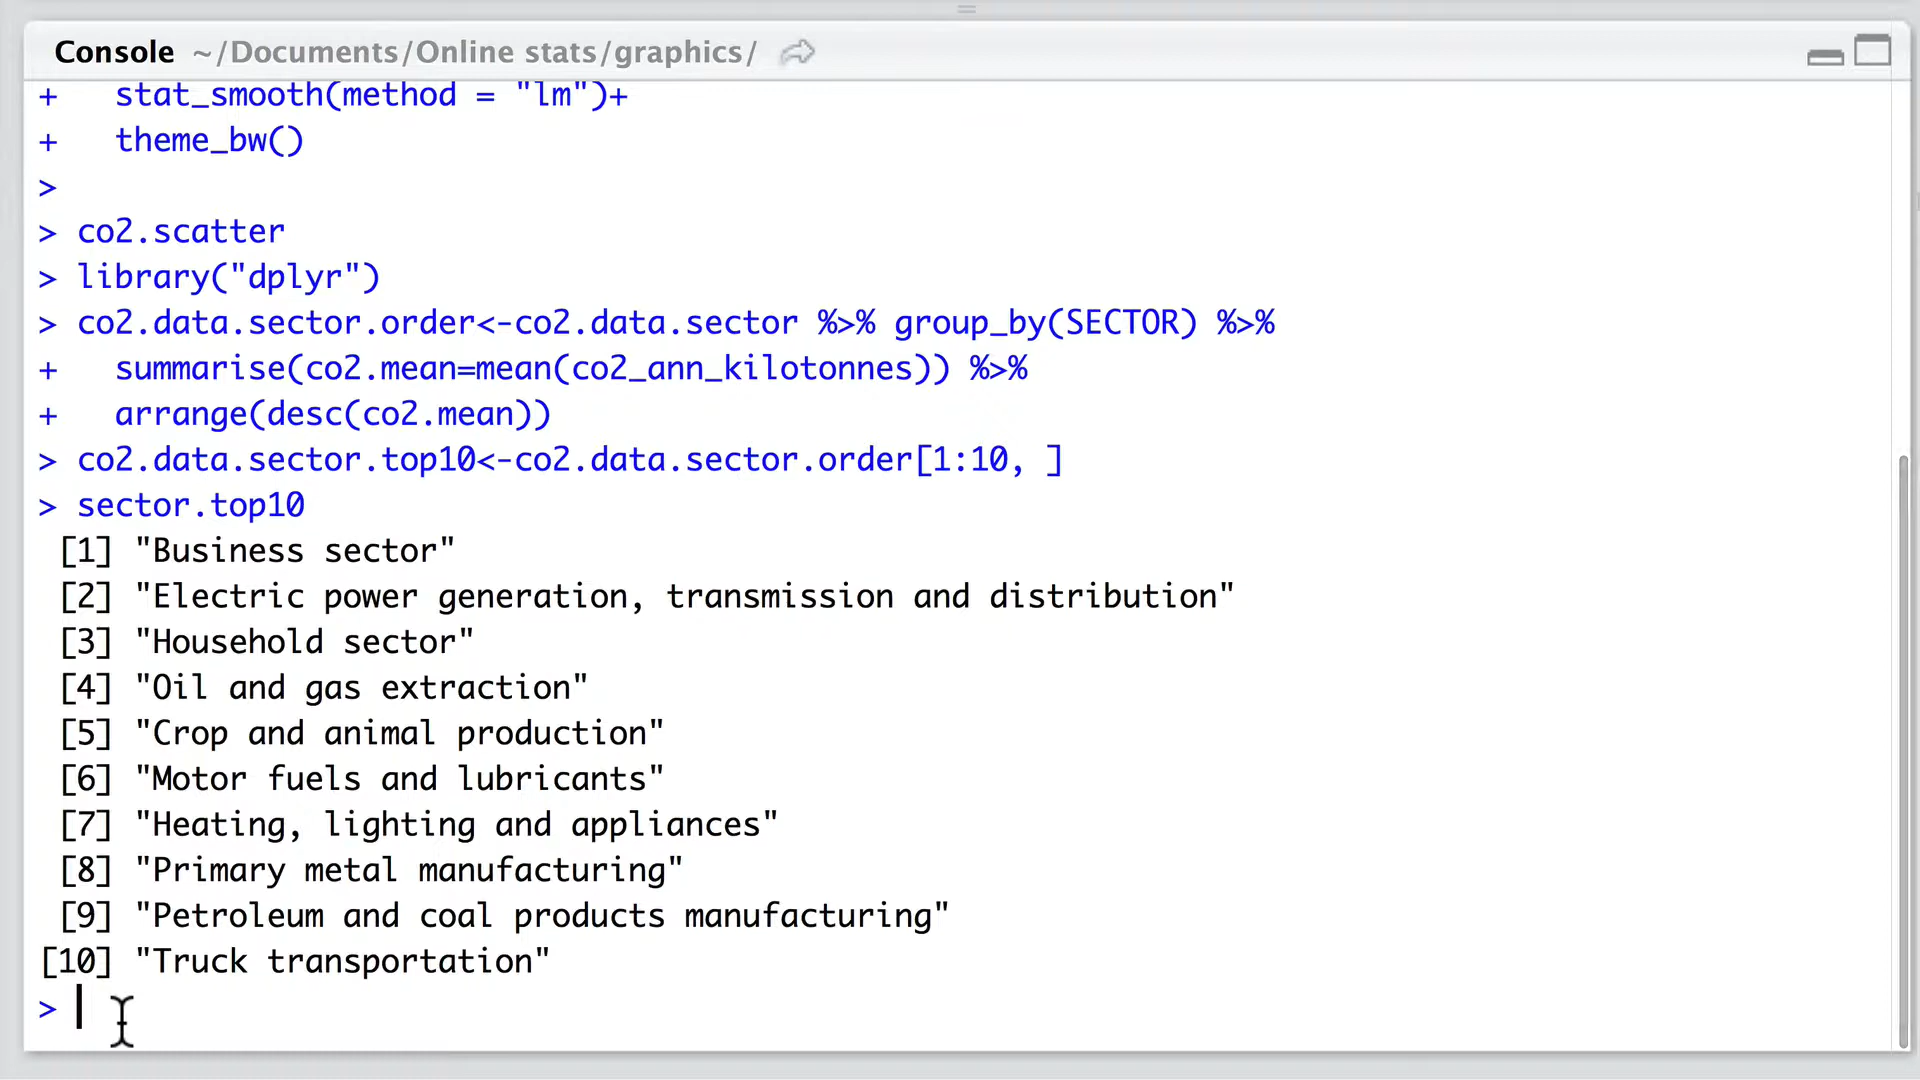 Console ~/Documents/Online stats/graphics/
+   stat_smooth(method = "lm")+
+   theme_bw()
>
> co2.scatter
> library("dplyr")
> co2.data.sector.order<-co2.data.sector %>% group_by(SECTOR) %>%
+   summarise(co2.mean=mean(co2_ann_kilotonnes)) %>%
+   arrange(desc(co2.mean))
> co2.data.sector.top10<-co2.data.sector.order[1:10, ]
> sector.top10
 [1] "Business sector"
 [2] "Electric power generation, transmission and distribution"
 [3] "Household sector"
 [4] "Oil and gas extraction"
 [5] "Crop and animal production"
 [6] "Motor fuels and lubricants"
 [7] "Heating, lighting and appliances"
 [8] "Primary metal manufacturing"
 [9] "Petroleum and coal products manufacturing"
[10] "Truck transportation"
>